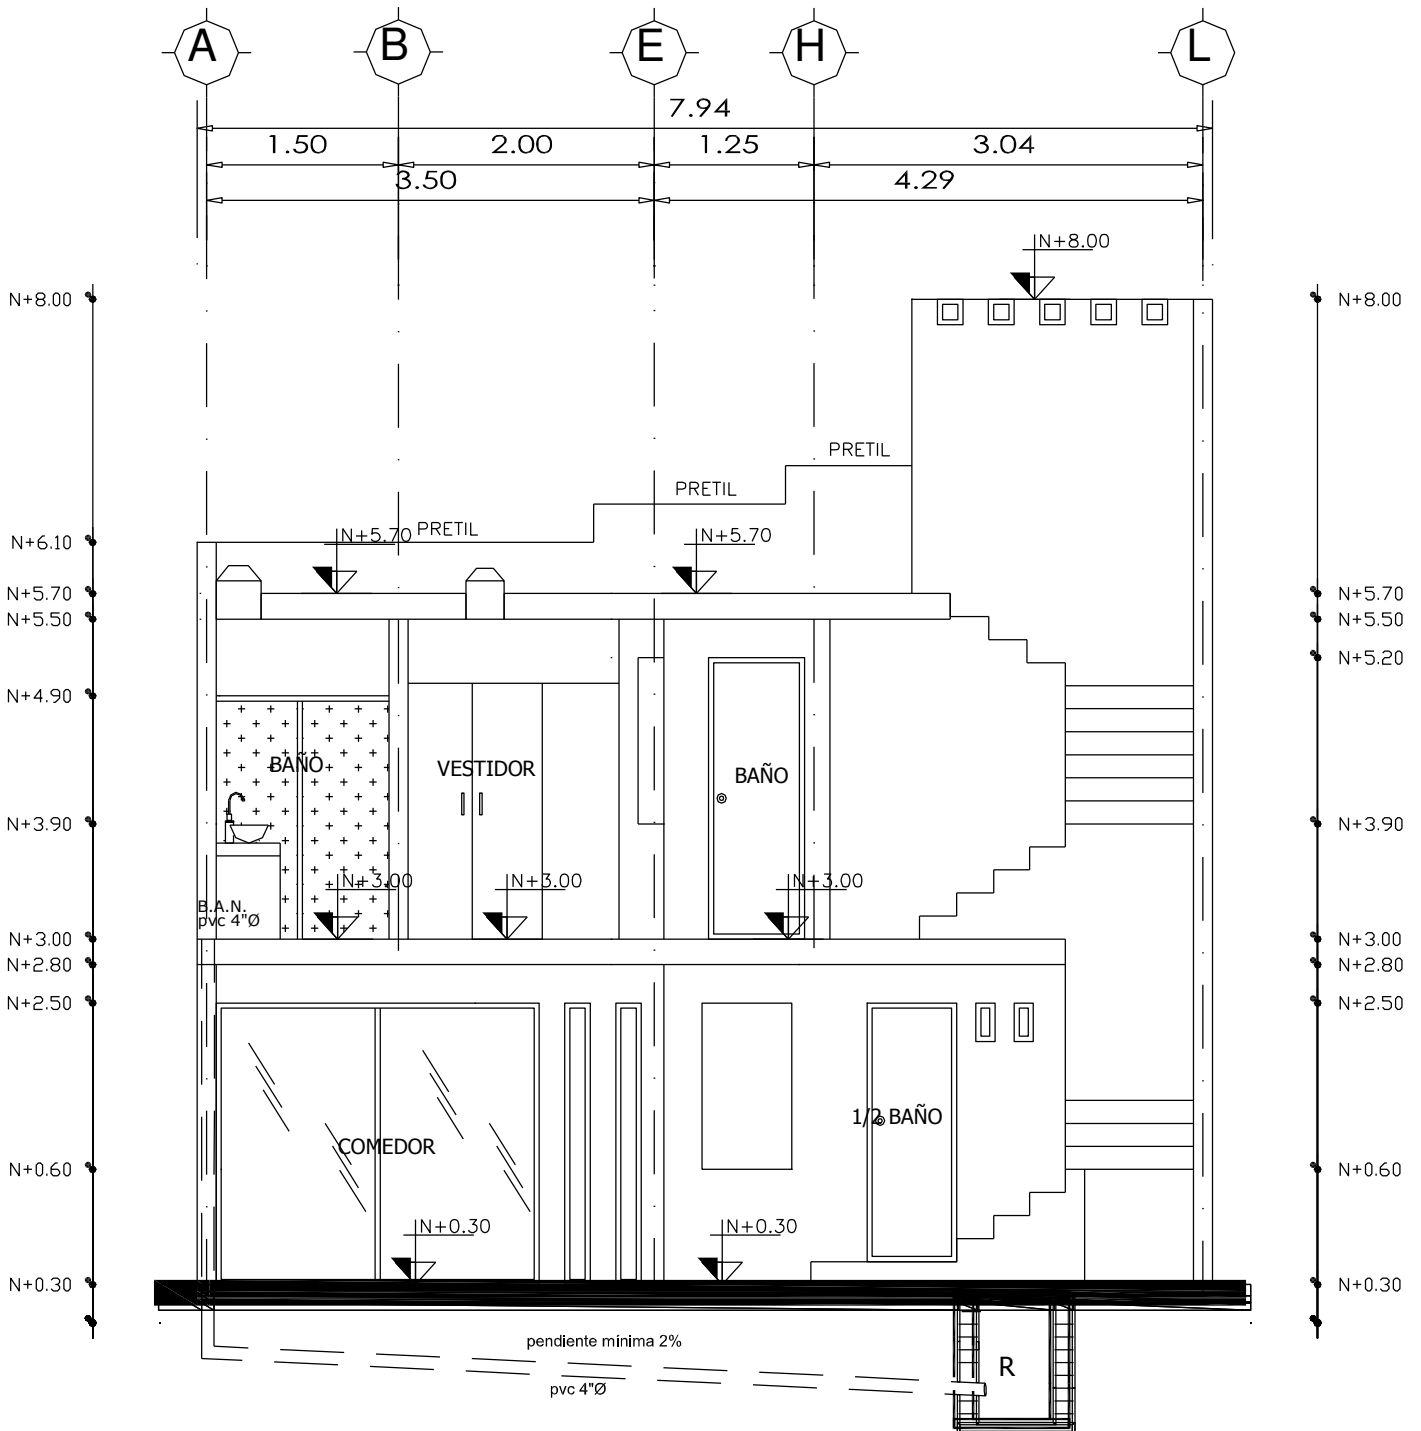 A B E H L
7.94
1.50 2.00 1.25 3.04
3.50 4.29
N+8.00
N+8.00 N+8.00
PRETIL
PRETIL
PRETIL
N+5.70 N+5.70
N+6.10
N+5.70 N+5.70
N+5.50 N+5.50
N+5.20
N+4.90
BAÑO VESTIDOR BAÑO
N+3.90 N+3.90
N+3.00 N+3.00 N+3.00
B.A.N.
pvc 4"Ø
N+3.00 N+3.00
N+2.80 N+2.80
N+2.50 N+2.50
1/2 BAÑO
COMEDOR
N+0.60 N+0.60
N+0.30 N+0.30
N+0.30 N+0.30
pendiente mínima 2%
R
pvc 4"Ø